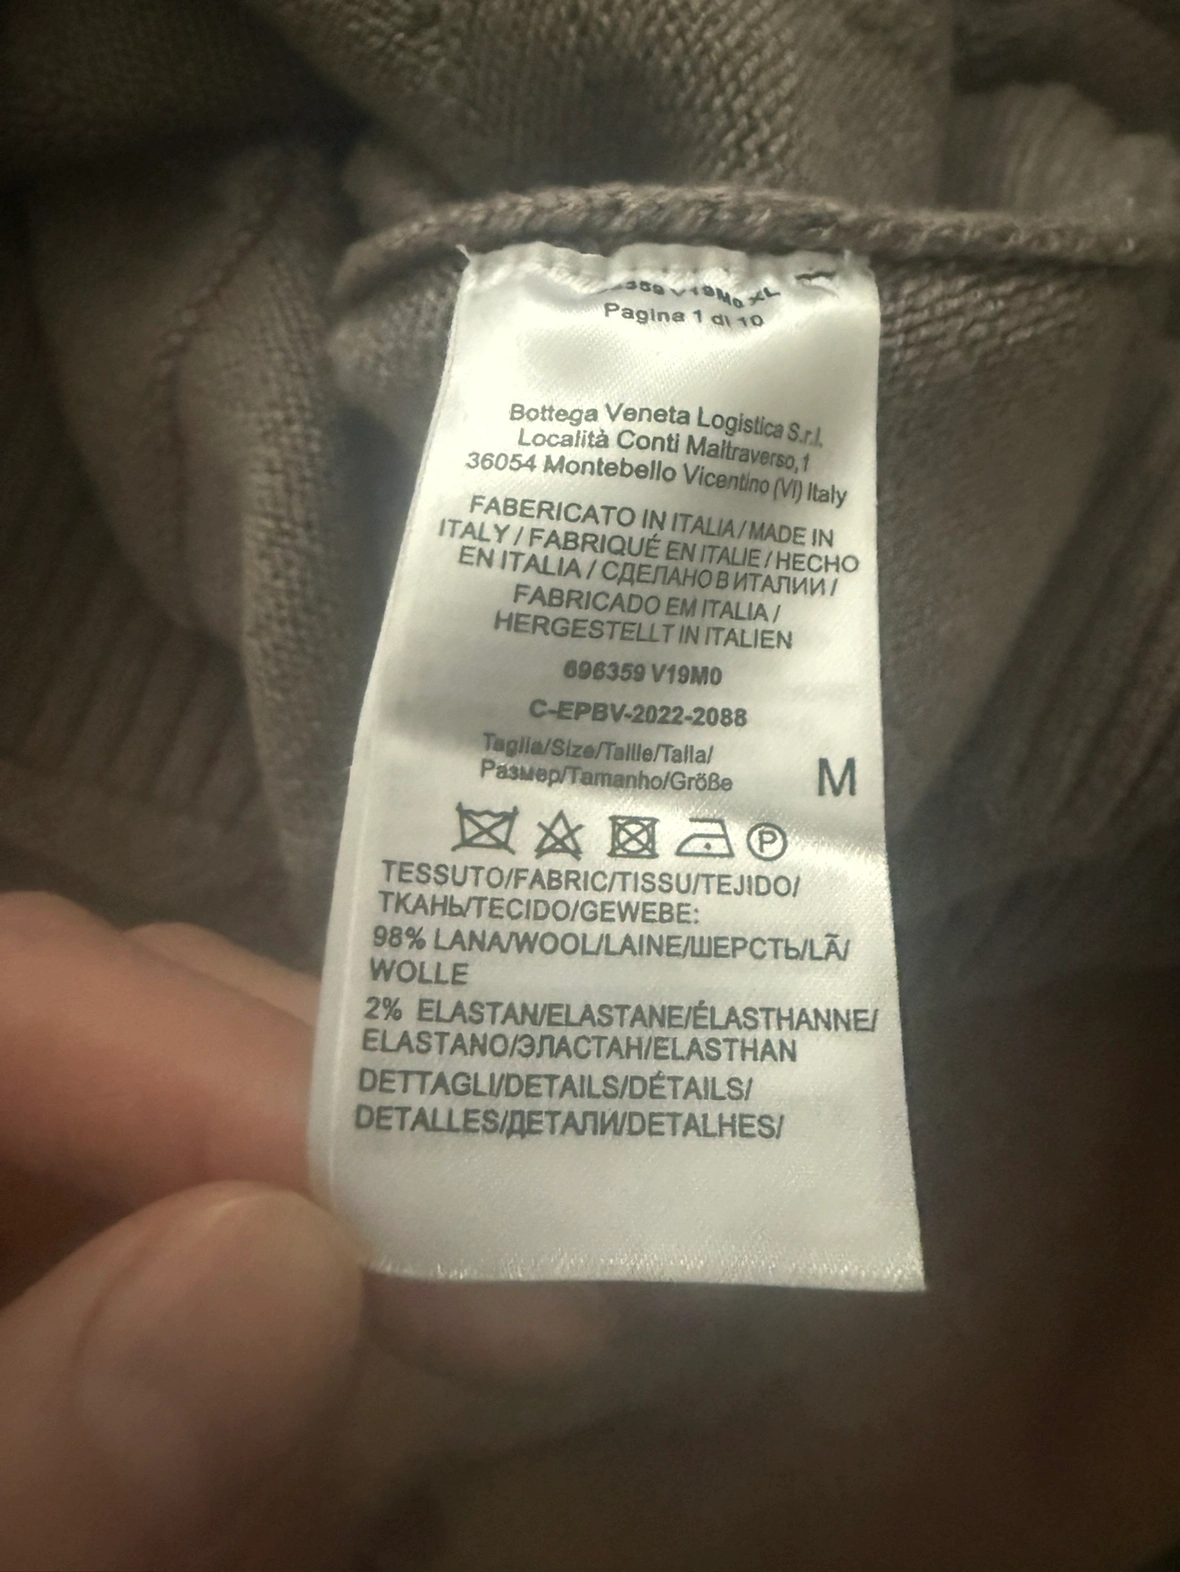 359 V19M0 XL
Pagina 1 di 10
Bottega Veneta Logistica S.r.l.
Località Conti Maltraverso,1
36054 Montebello Vicentino (VI) Italy
FABERICATO IN ITALIA / MADE IN
ITALY / FABRIQUÉ EN ITALIE / HECHO
EN ITALIA / СДЕЛАНО В ИТАЛИИ /
FABRICADO EM ITALIA /
HERGESTELLT IN ITALIEN
696359 V19M0
C-EPBV-2022-2088
Taglia/Size/Taille/Talla/
Размер/Tamanho/Größe M
P
TESSUTO/FABRIC/TISSU/TEJIDO/
ТКАНЬ/TECIDO/GEWEBE:
98% LANA/WOOL/LAINE/ШЕРСТЬ/LÃ/
WOLLE
2% ELASTAN/ELASTANE/ÉLASTHANNE/
ELASTANO/ЭЛАСТАН/ELASTHAN
DETTAGLI/DETAILS/DÉTAILS/
DETALLES/ДЕТАЛИ/DETALHES/